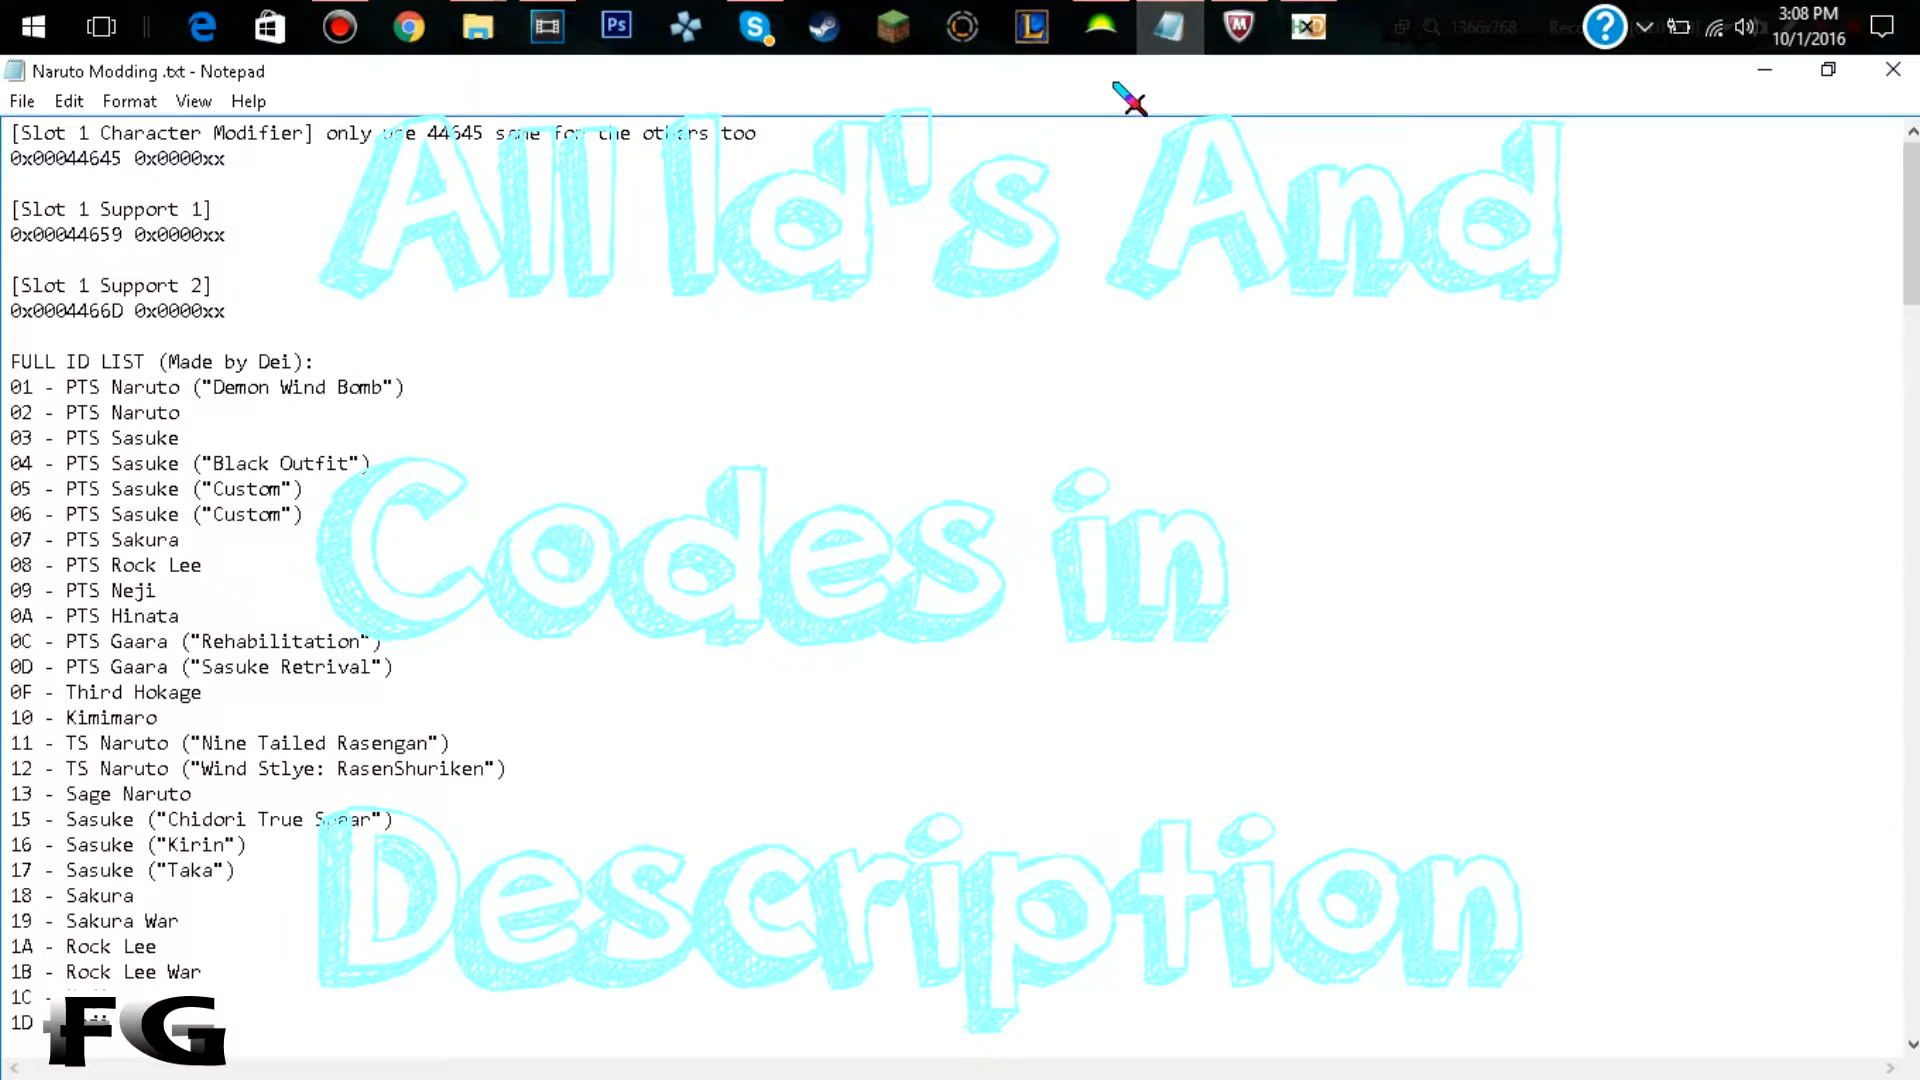 3:08 PM
10/1/2016
1366x768
Naruto Modding .txt - Notepad
File Edit Format View Help
[Slot 1 Character Modifier] only use 44645 same for the others too
0x00044645 0x0000xx
[Slot 1 Support 1]
0x00044659 0x0000xx
[Slot 1 Support 2]
0x0004466D 0x0000xx
FULL ID LIST (Made by Dei):
01 - PTS Naruto ("Demon Wind Bomb")
02 - PTS Naruto
03 - PTS Sasuke
04 - PTS Sasuke ("Black Outfit")
05 - PTS Sasuke ("Custom")
06 - PTS Sasuke ("Custom")
07 - PTS Sakura
08 - PTS Rock Lee
09 - PTS Neji
0A - PTS Hinata
0C - PTS Gaara ("Rehabilitation")
0D - PTS Gaara ("Sasuke Retrival")
0F - Third Hokage
10 - Kimimaro
11 - TS Naruto ("Nine Tailed Rasengan")
12 - TS Naruto ("Wind Stlye: RasenShuriken")
13 - Sage Naruto
15 - Sasuke ("Chidori True Spear")
16 - Sasuke ("Kirin")
17 - Sasuke ("Taka")
18 - Sakura
19 - Sakura War
1A - Rock Lee
1B - Rock Lee War
1C -
1D
All Id's And
Codes in
Description
FG